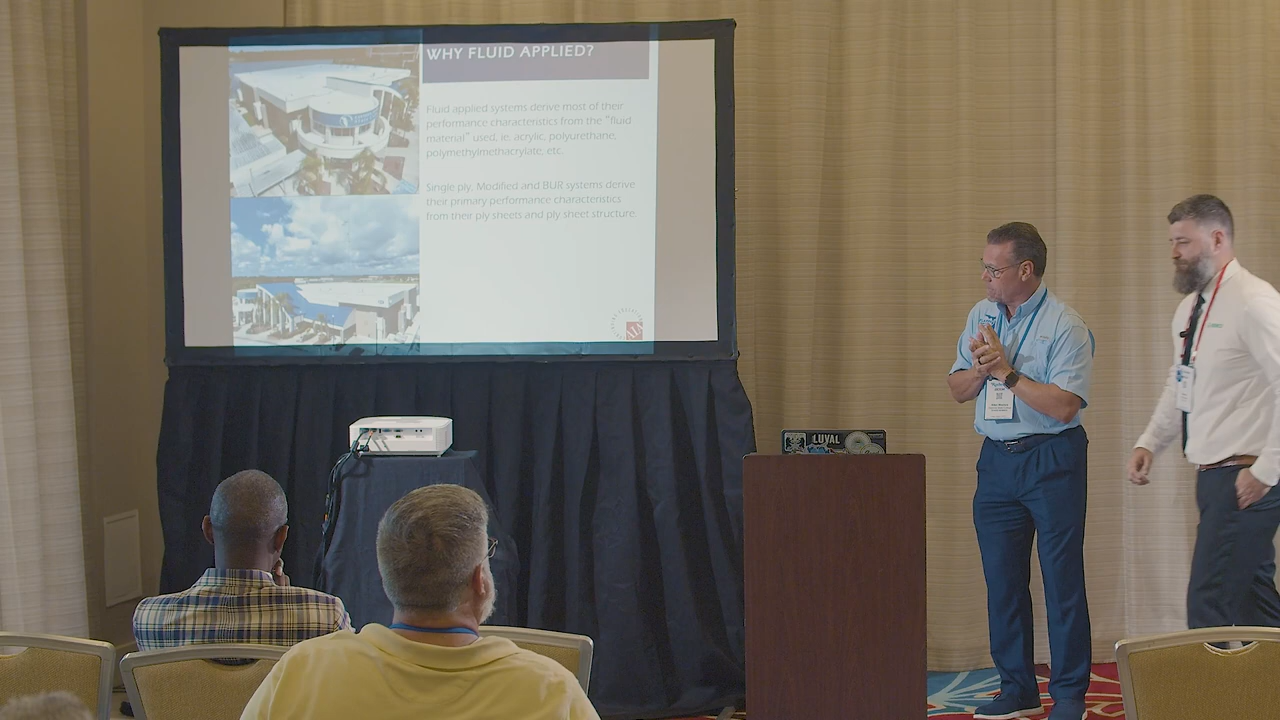 WHY FLUID APPLIED?
Fluid applied systems derive most of their
performance characteristics from the "fluid
material" used, ie, acrylic, polyurethane,
polymethylmethacrylate, etc.
Single ply, Modified and BUR systems derive
their primary performance characteristics
from their ply sheets and ply sheet structure
LUVAL